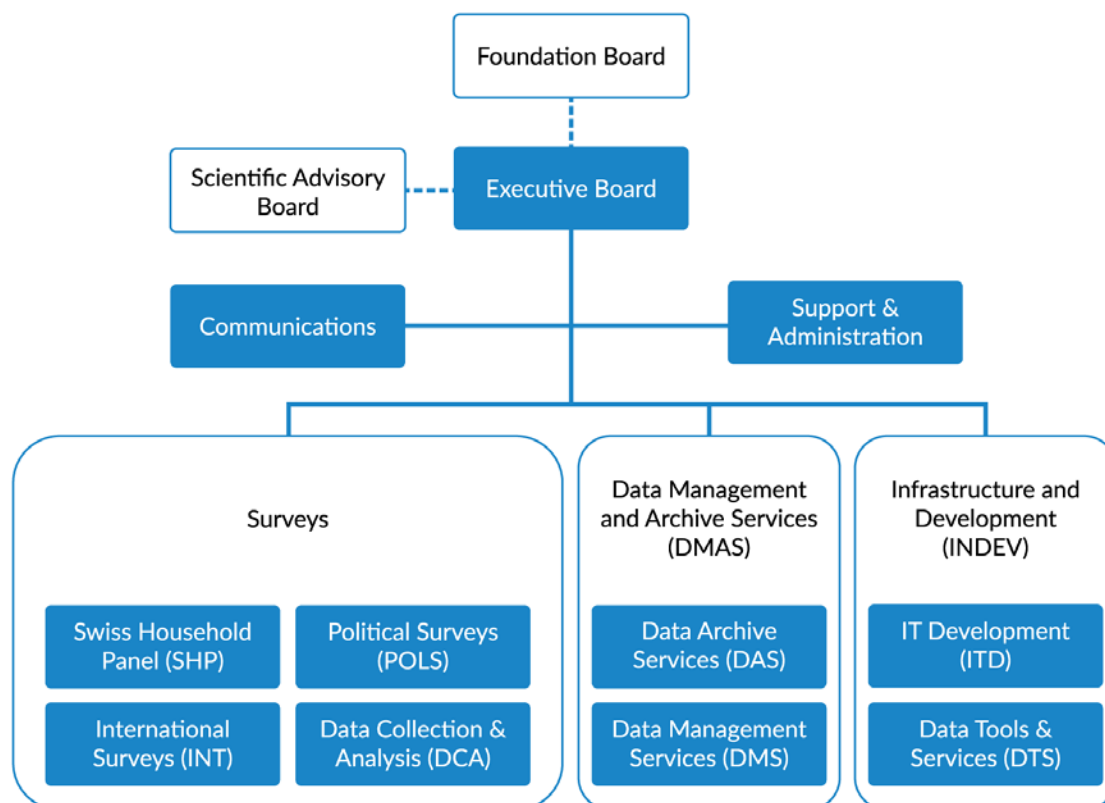 Foundation Board
Scientific Advisory
Board
Executive Board
Communications
Support &
Administration
Surveys
Swiss Household
Panel (SHP)
Political Surveys
(POLS)
International
Surveys (INT)
Data Collection &
Analysis (DCA)
Data Management
and Archive Services
(DMAS)
Data Archive
Services (DAS)
Data Management
Services (DMS)
Infrastructure and
Development
(INDEV)
IT Development
(ITD)
Data Tools &
Services (DTS)